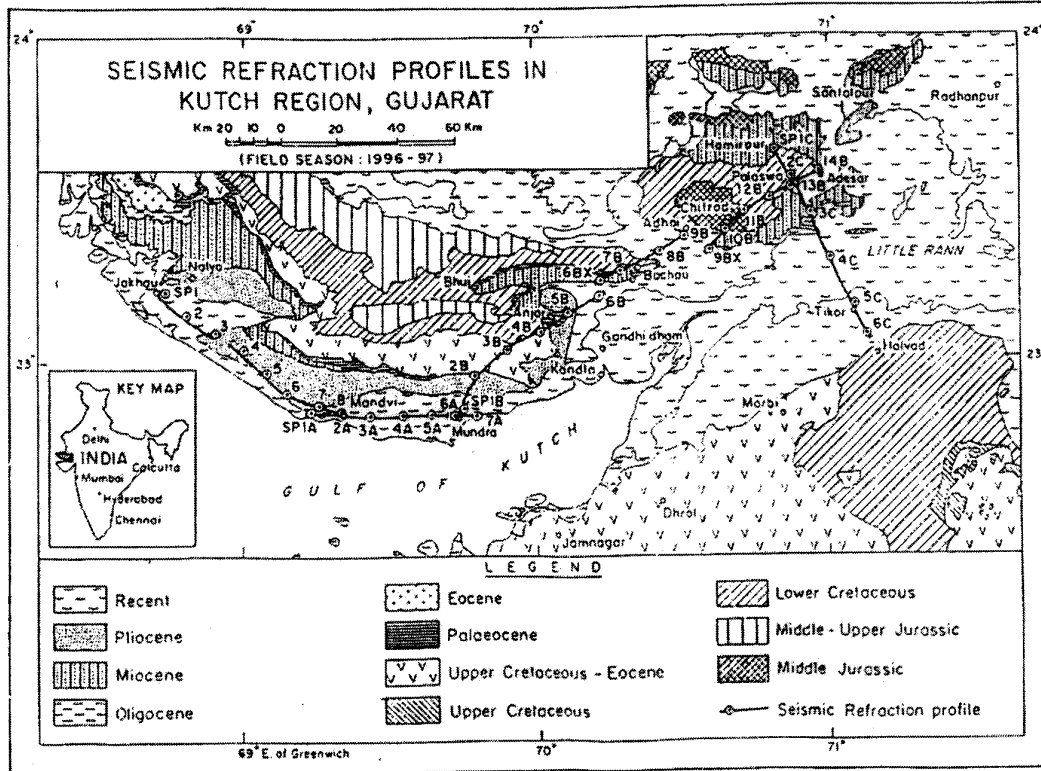 69°
70°
71°
24°
24°
SEISMIC REFRACTION PROFILES IN
KUTCH REGION, GUJARAT
Km 20 10 0 20 40 60 Km
(FIELD SEASON: 1996-97)
Santalpur
Radhanpur
SP1C
Hamirpur
2C
14B
Palaswa
Adesar
12B
13B
Chitrod
3C
11B
Adhoi
9B
10B
LITTLE RANN
7B
8B
9BX
4C
Nalya
6BX
Bachau
Jakhau
SP1
Bhuj
5B
6B
5C
Anjar
2
4B
Tikor
3
3B
Gandhidham
6C
Halvad
23°
23°
5
2B
Kandla
KEY MAP
6
Morbi
7
8
Mandvi
6A
SP1B
SP1A
2A
3A
4A
5A
7A
Mundra
Delhi
INDIA
Calcutta
Mumbai
Hyderabad
Chennai
GULF OF KUTCH
Dhrol
Jamnagar
LEGEND
Recent
Eocene
Lower Cretaceous
Pliocene
Palaeocene
Middle-Upper Jurassic
Miocene
Upper Cretaceous-Eocene
Middle Jurassic
Oligocene
Upper Cretaceous
Seismic Refraction profile
69° E. of Greenwich
70°
71°